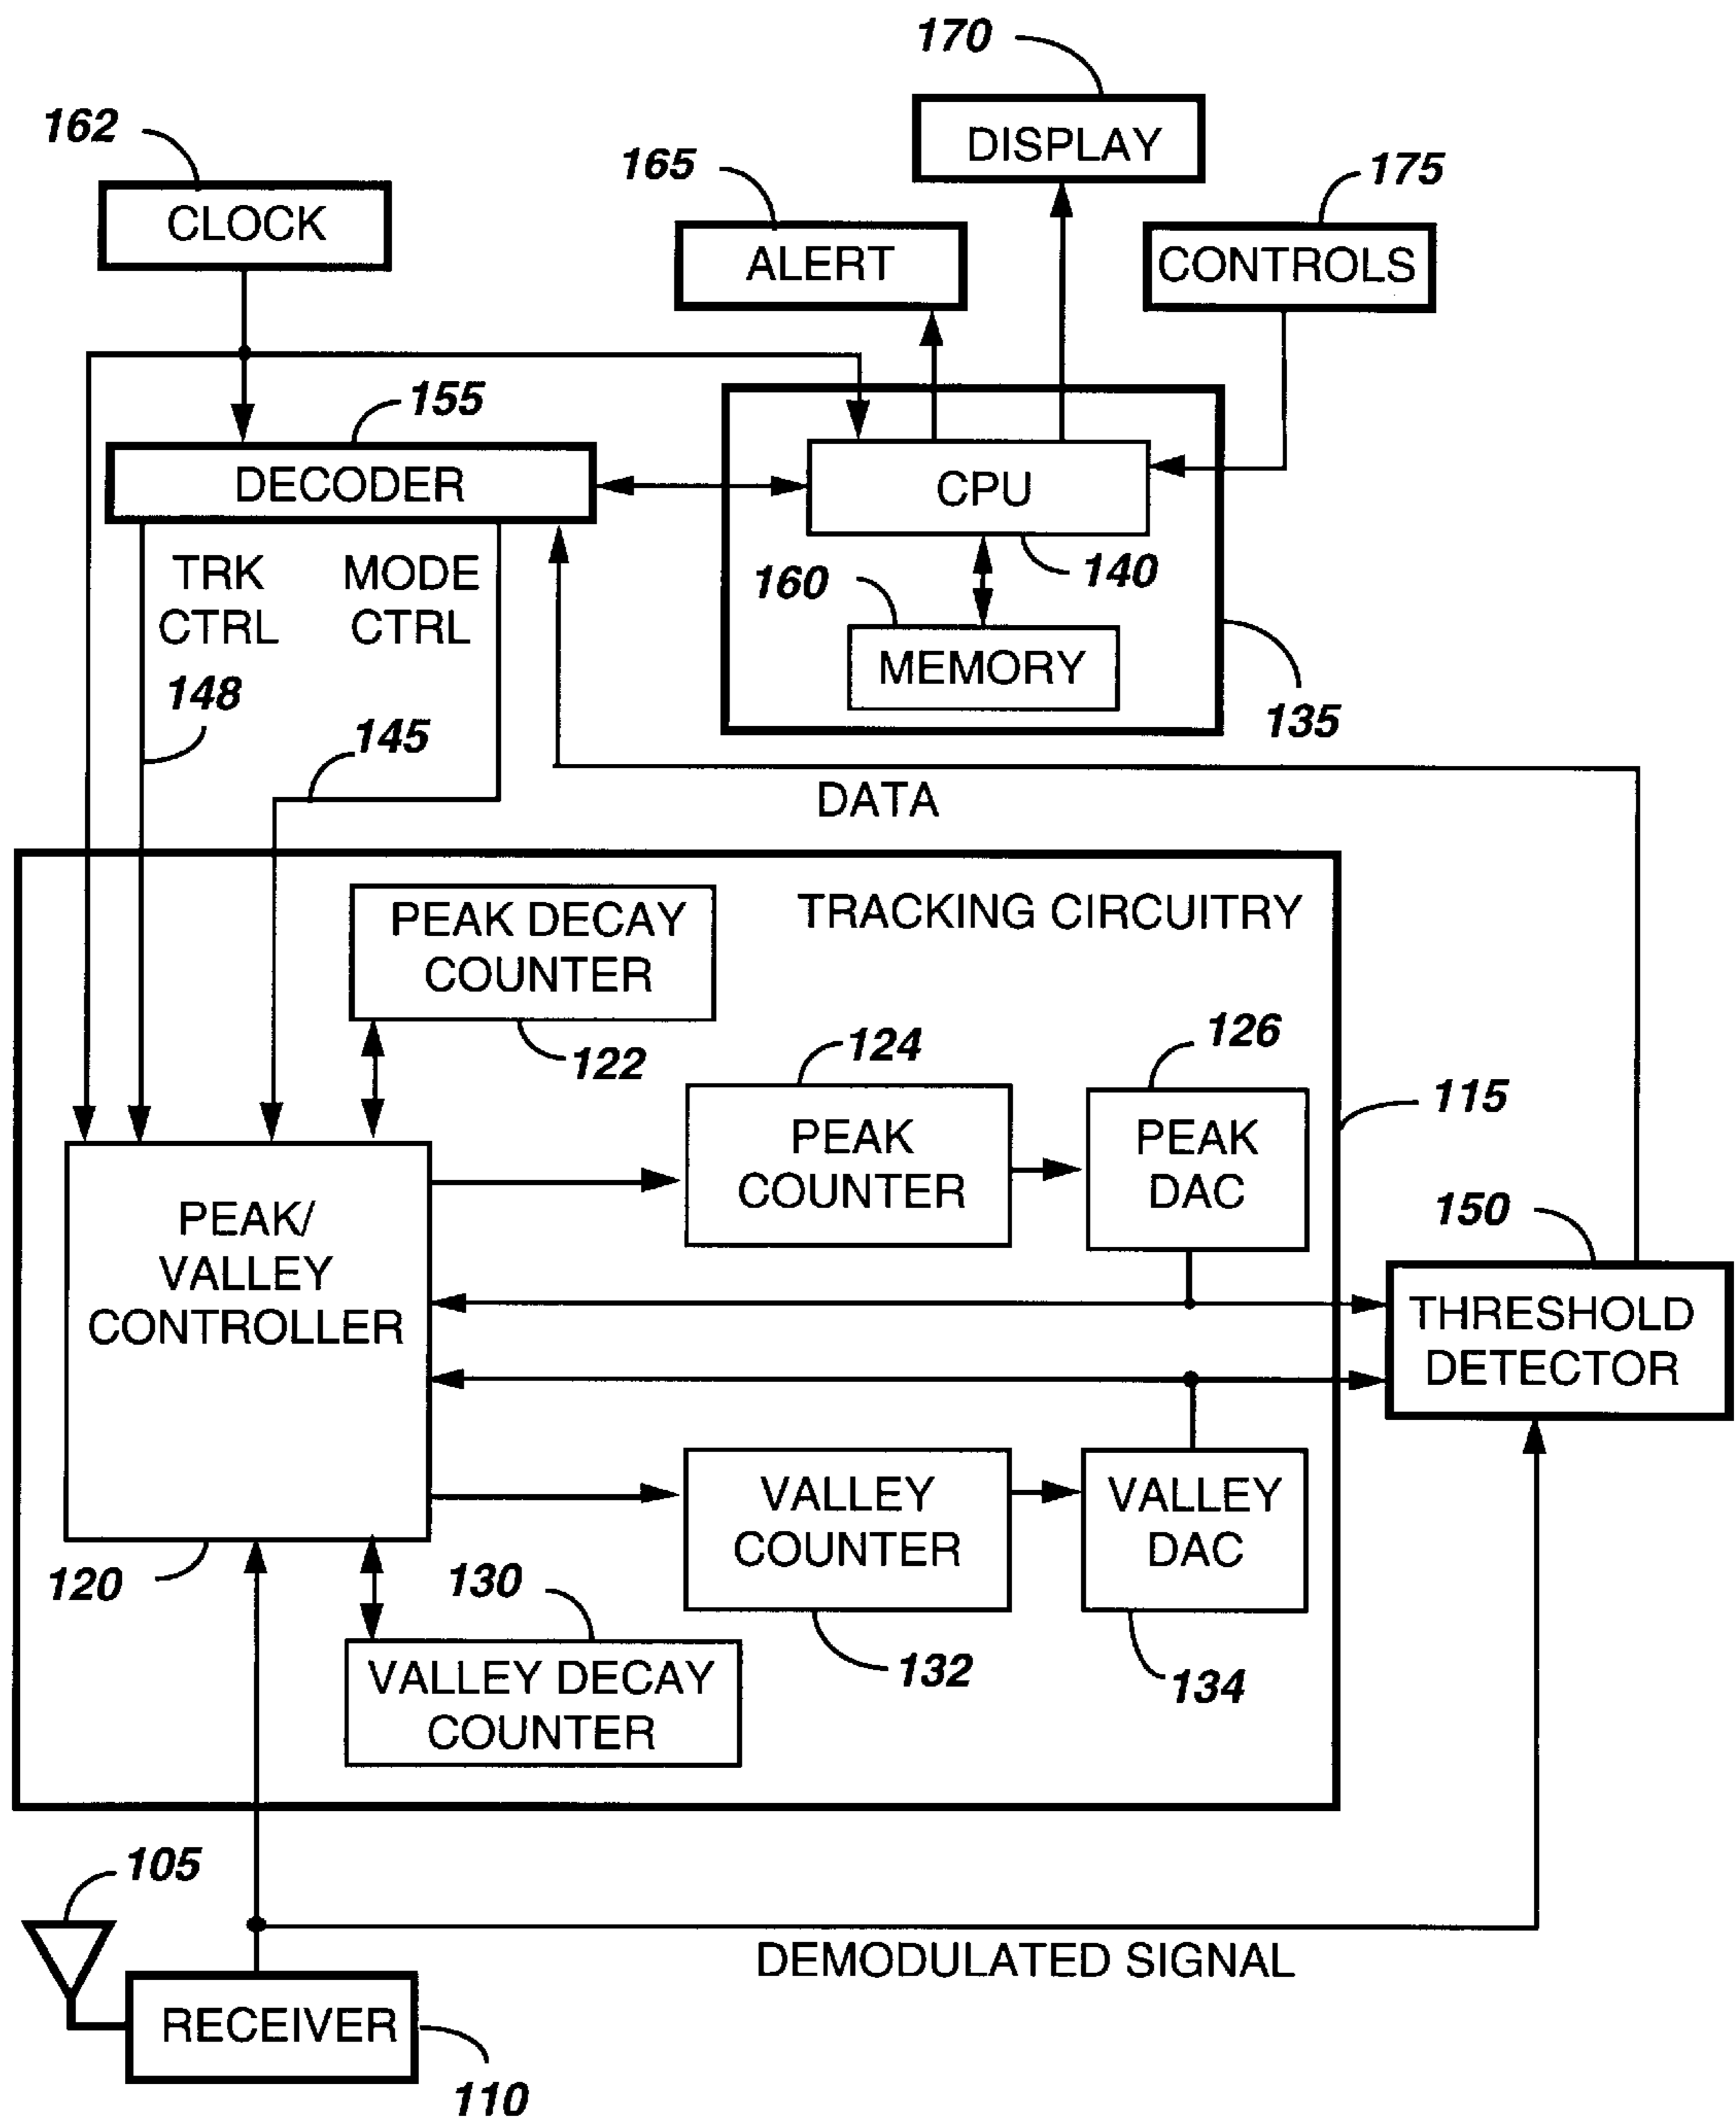 170
DISPLAY
162
CLOCK
165
ALERT
175
CONTROLS
155
DECODER
CPU
140
TRK
CTRL
MODE
CTRL
160
MEMORY
135
148
145
DATA
TRACKING CIRCUITRY
PEAK DECAY
COUNTER
122
124
PEAK
COUNTER
126
PEAK
DAC
115
PEAK/
VALLEY
CONTROLLER
120
150
THRESHOLD
DETECTOR
VALLEY
COUNTER
132
VALLEY
DAC
134
130
VALLEY DECAY
COUNTER
105
DEMODULATED SIGNAL
RECEIVER
110